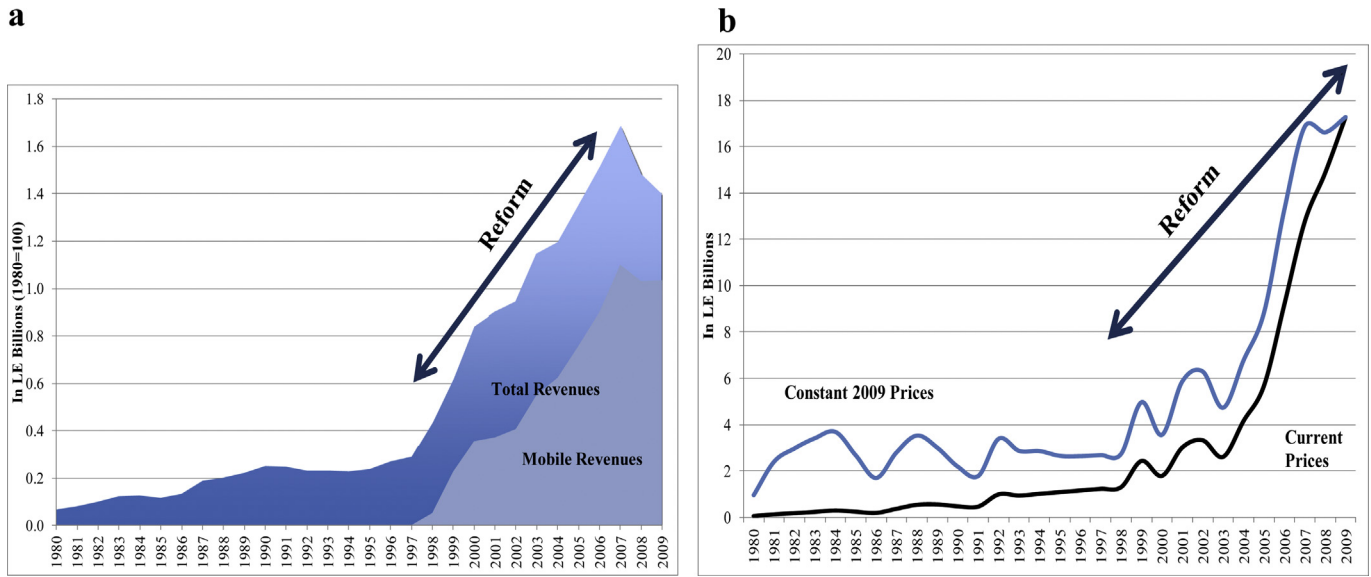 a
1.8
1.6
1.4
1.2
1.0
0.8
0.6
0.4
0.2
0.0
In LE Billions (1980=100)
Reform
Total Revenues
Mobile Revenues
1980 1981 1982 1983 1984 1985 1986 1987 1988 1989 1990 1991 1992 1993 1994 1995 1996 1997 1998 1999 2000 2001 2002 2003 2004 2005 2006 2007 2008 2009
b
20
18
16
14
12
10
8
6
4
2
0
In LE Billions
Reform
Constant 2009 Prices
Current
Prices
1980 1981 1982 1983 1984 1985 1986 1987 1988 1989 1990 1991 1992 1993 1994 1995 1996 1997 1998 1999 2000 2001 2002 2003 2004 2005 2006 2007 2008 2009